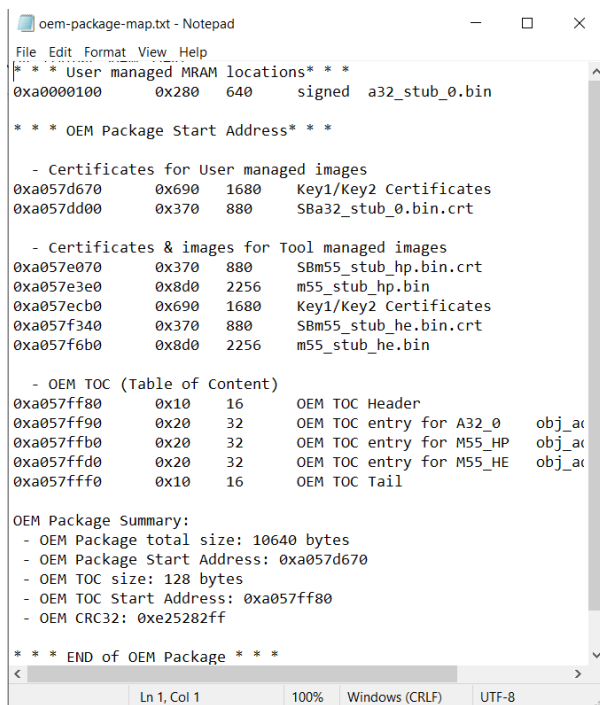 oem-package-map.txt - Notepad
File Edit Format View Help
* * * User managed MRAM locations* * *
0xa0000100 0x280 640 signed a32_stub_0.bin
* * * OEM Package Start Address* * *
- Certificates for User managed images
0xa057d670 0x690 1680 Key1/Key2 Certificates
0xa057dd00 0x370 880 SBa32_stub_0.bin.crt
- Certificates & images for Tool managed images
0xa057e070 0x370 880 SBm55_stub_hp.bin.crt
0xa057e3e0 0x8d0 2256 m55_stub_hp.bin
0xa057ecb0 0x690 1680 Key1/Key2 Certificates
0xa057f340 0x370 880 SBm55_stub_he.bin.crt
0xa057f6b0 0x8d0 2256 m55_stub_he.bin
- OEM TOC (Table of Content)
0xa057ff80 0x10 16 OEM TOC Header
0xa057ff90 0x20 32 OEM TOC entry for A32_0
0xa057ffb0 0x20 32 OEM TOC entry for M55_HP
0xa057ffd0 0x20 32 OEM TOC entry for M55_HE
0xa057fff0 0x10 16 OEM TOC Tail
OEM Package Summary:
- OEM Package total size: 10640 bytes
- OEM Package Start Address: 0xa057d670
- OEM TOC size: 128 bytes
- OEM TOC Start Address: 0xa057ff80
- OEM CRC32: 0xe25282ff
* * * END of OEM Package * * *
Ln 1, Col 1 100% Windows (CRLF) UTF-8